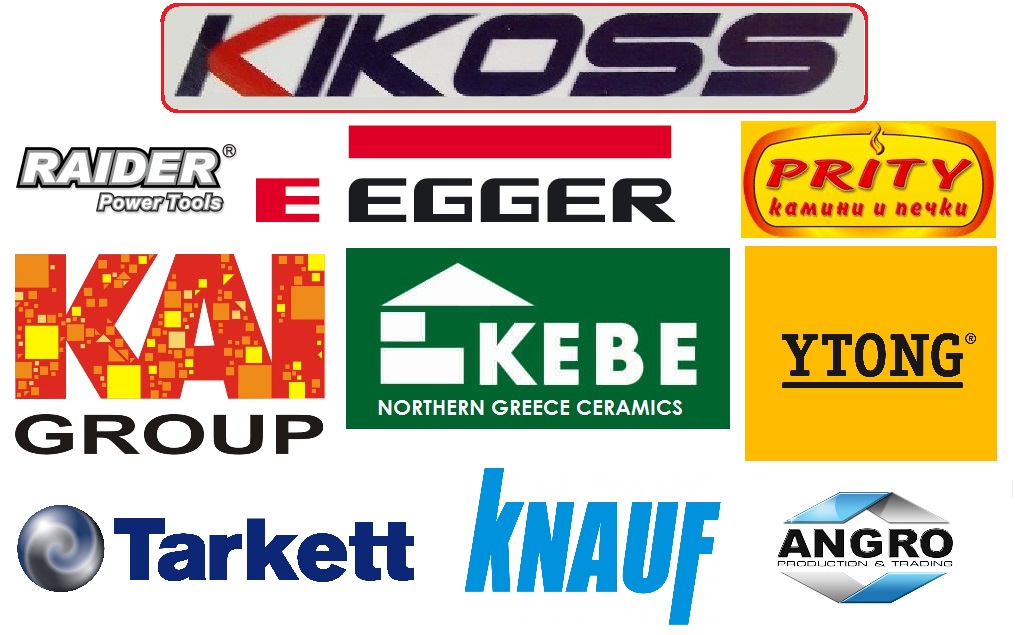 KIKOSS
RAIDER®
Power Tools
E EGGER
PRITY
камини и печки
KAI
GROUP
KEBE
NORTHERN GREECE CERAMICS
YTONG®
Tarkett
KNAUF
ANGRO
PRODUCTION & TRADING